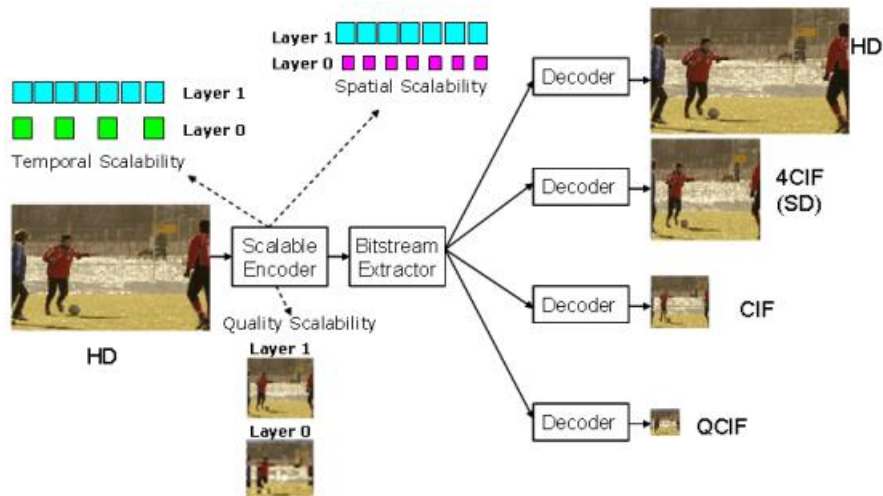 Layer 1
Layer 0
Spatial Scalability
Layer 1
Layer 0
Temporal Scalability
HD
Scalable
Encoder
Bitstream
Extractor
Quality Scalability
Layer 1
Layer 0
Decoder
HD
Decoder
4CIF
(SD)
Decoder
CIF
Decoder
QCIF